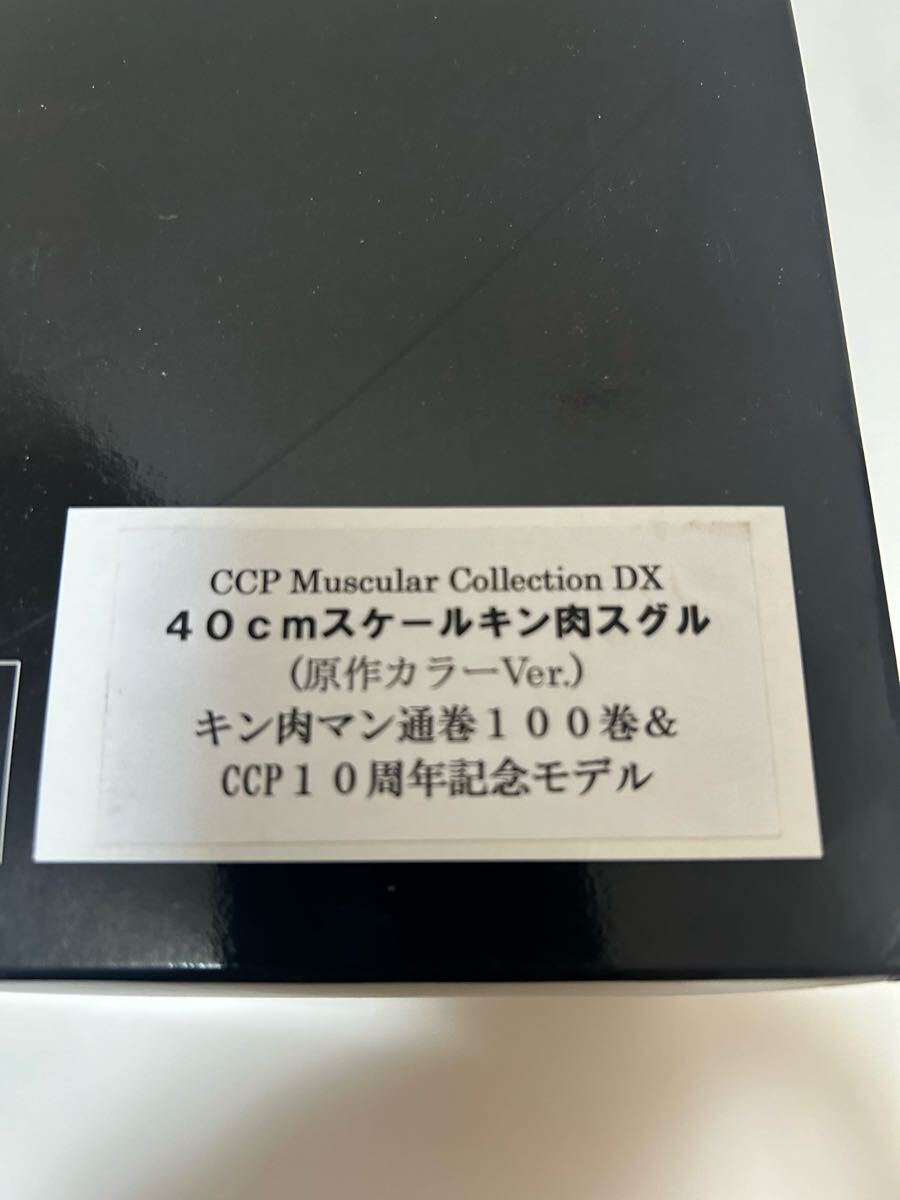 CCP Muscular Collection DX
４０ｃｍスケールキン肉スグル
(原作カラーVer.)
キン肉マン通巻１００巻&
CCP１０周年記念モデル